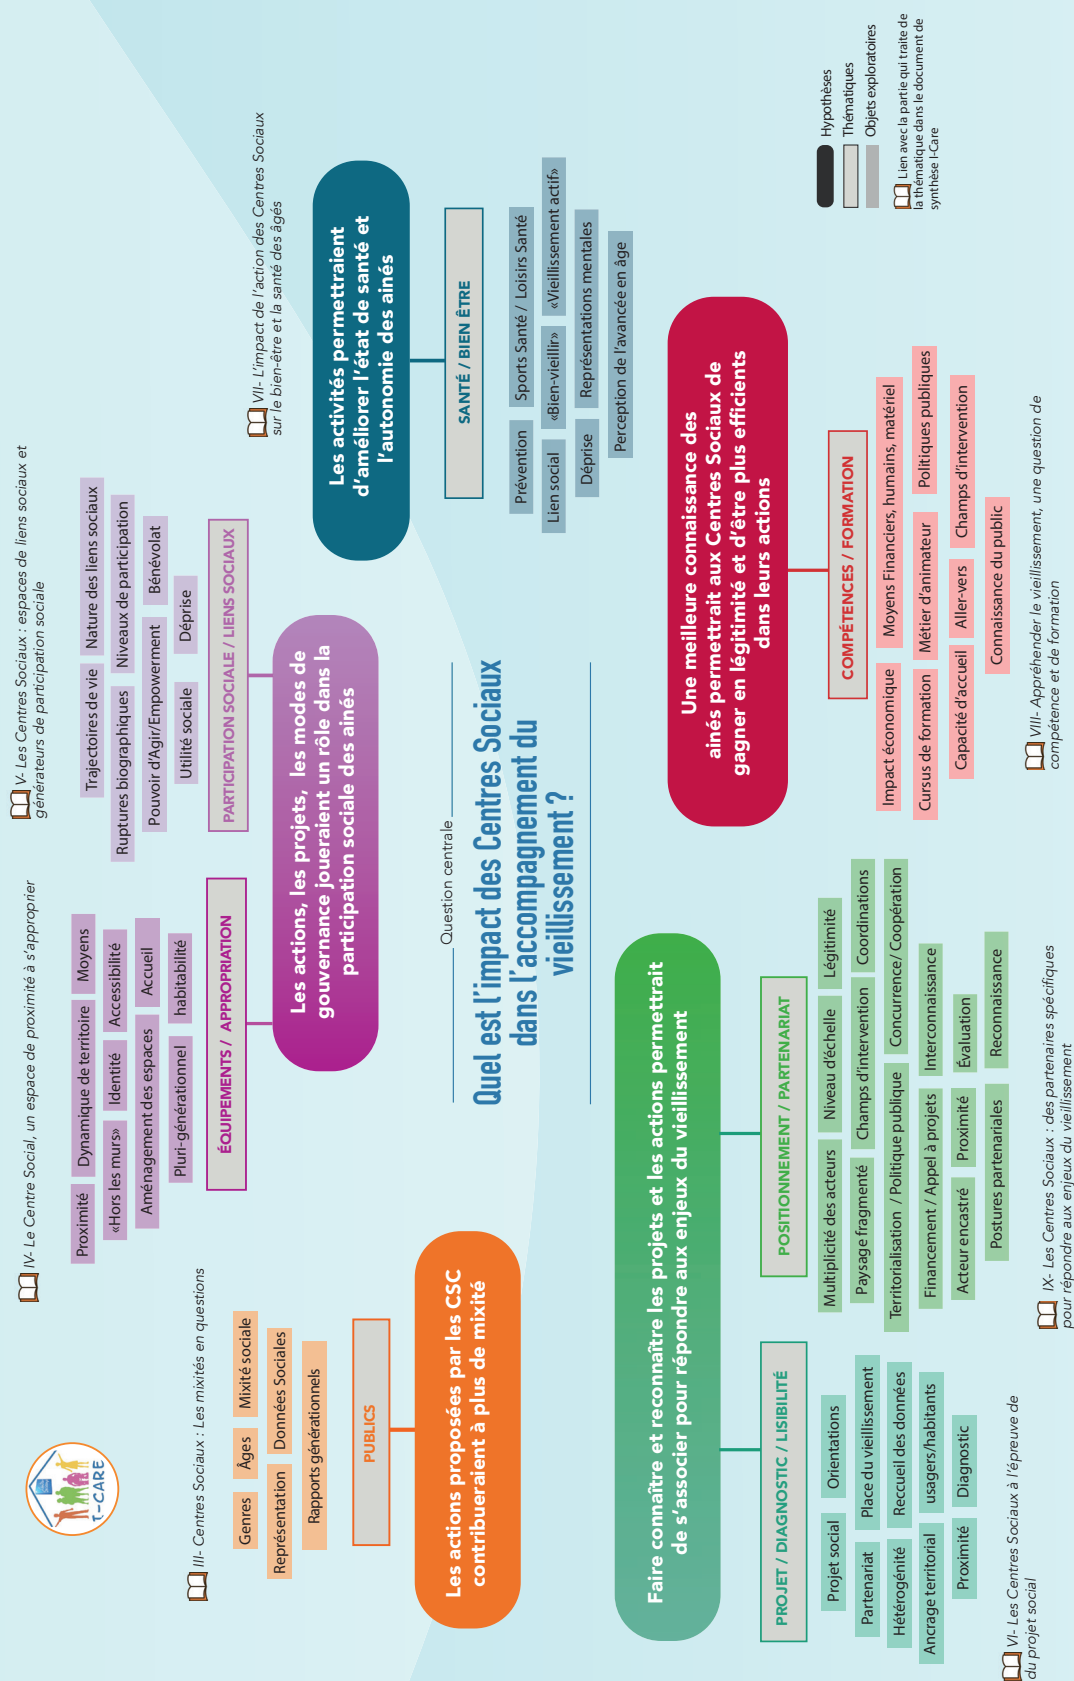 I-CARE
III- Centres Sociaux : Les mixités en questions
Genres
Âges
Mixité sociale
Représentation
Données Sociales
Rapports générationnels
PUBLICS
Les actions proposées par les CSC
contribueraient à plus de mixité
IV- Le Centre Social, un espace de proximité à s'approprier
Proximité
Dynamique de territoire
Moyens
«Hors les murs»
Identité
Accessibilité
Aménagement des espaces
Accueil
Pluri-générationnel
habitabilité
ÉQUIPEMENTS / APPROPRIATION
V- Les Centres Sociaux : espaces de liens sociaux et
générateurs de participation sociale
Trajectoires de vie
Nature des liens sociaux
Ruptures biographiques
Niveaux de participation
Pouvoir d'Agir/Empowerment
Bénévolat
Utilité sociale
Déprise
PARTICIPATION SOCIALE / LIENS SOCIAUX
Les actions, les projets, les modes de
gouvernance joueraient un rôle dans la
participation sociale des ainés
VII- L'impact de l'action des Centres Sociaux
sur le bien-être et la santé des âgés
Les activités permettraient
d'améliorer l'état de santé et
l'autonomie des ainés
SANTÉ / BIEN ÊTRE
Prévention
Sports Santé / Loisirs Santé
Lien social
«Bien-vieillir»
«Vieillissement actif»
Déprise
Représentations mentales
Perception de l'avancée en âge
Question centrale
Quel est l'impact des Centres Sociaux
dans l'accompagnement du
vieillissement ?
Faire connaître et reconnaître les projets et les actions permettrait
de s'associer pour répondre aux enjeux du vieillissement
PROJET / DIAGNOSTIC / LISIBILITÉ
Projet social
Orientations
Partenariat
Place du vieillissement
Hétérogénité
Reccueil des données
Ancrage territorial
usagers/habitants
Proximité
Diagnostic
VI- Les Centres Sociaux à l'épreuve de
du projet social
POSITIONNEMENT / PARTENARIAT
Multiplicité des acteurs
Niveau d'échelle
Légitimité
Paysage fragmenté
Champs d'intervention
Coordinations
Territorialisation / Politique publique
Concurrence/ Coopération
Financement / Appel à projets
Interconnaissance
Acteur encastré
Proximité
Évaluation
Postures partenariales
Reconnaissance
IX- Les Centres Sociaux : des partenaires spécifiques
pour répondre aux enjeux du vieillissement
Une meilleure connaissance des
ainés permettrait aux Centres Sociaux de
gagner en légitimité et d'être plus efficients
dans leurs actions
COMPÉTENCES / FORMATION
Impact économique
Moyens Financiers, humains, matériel
Cursus de formation
Métier d'animateur
Politiques publiques
Capacité d'accueil
Aller-vers
Champs d'intervention
Connaissance du public
VIII- Appréhender le vieillissement, une question de
compétence et de formation
Hypothèses
Thématiques
Objets exploratoires
Lien avec la partie qui traite de
la thématique dans le document de
synthèse I-Care